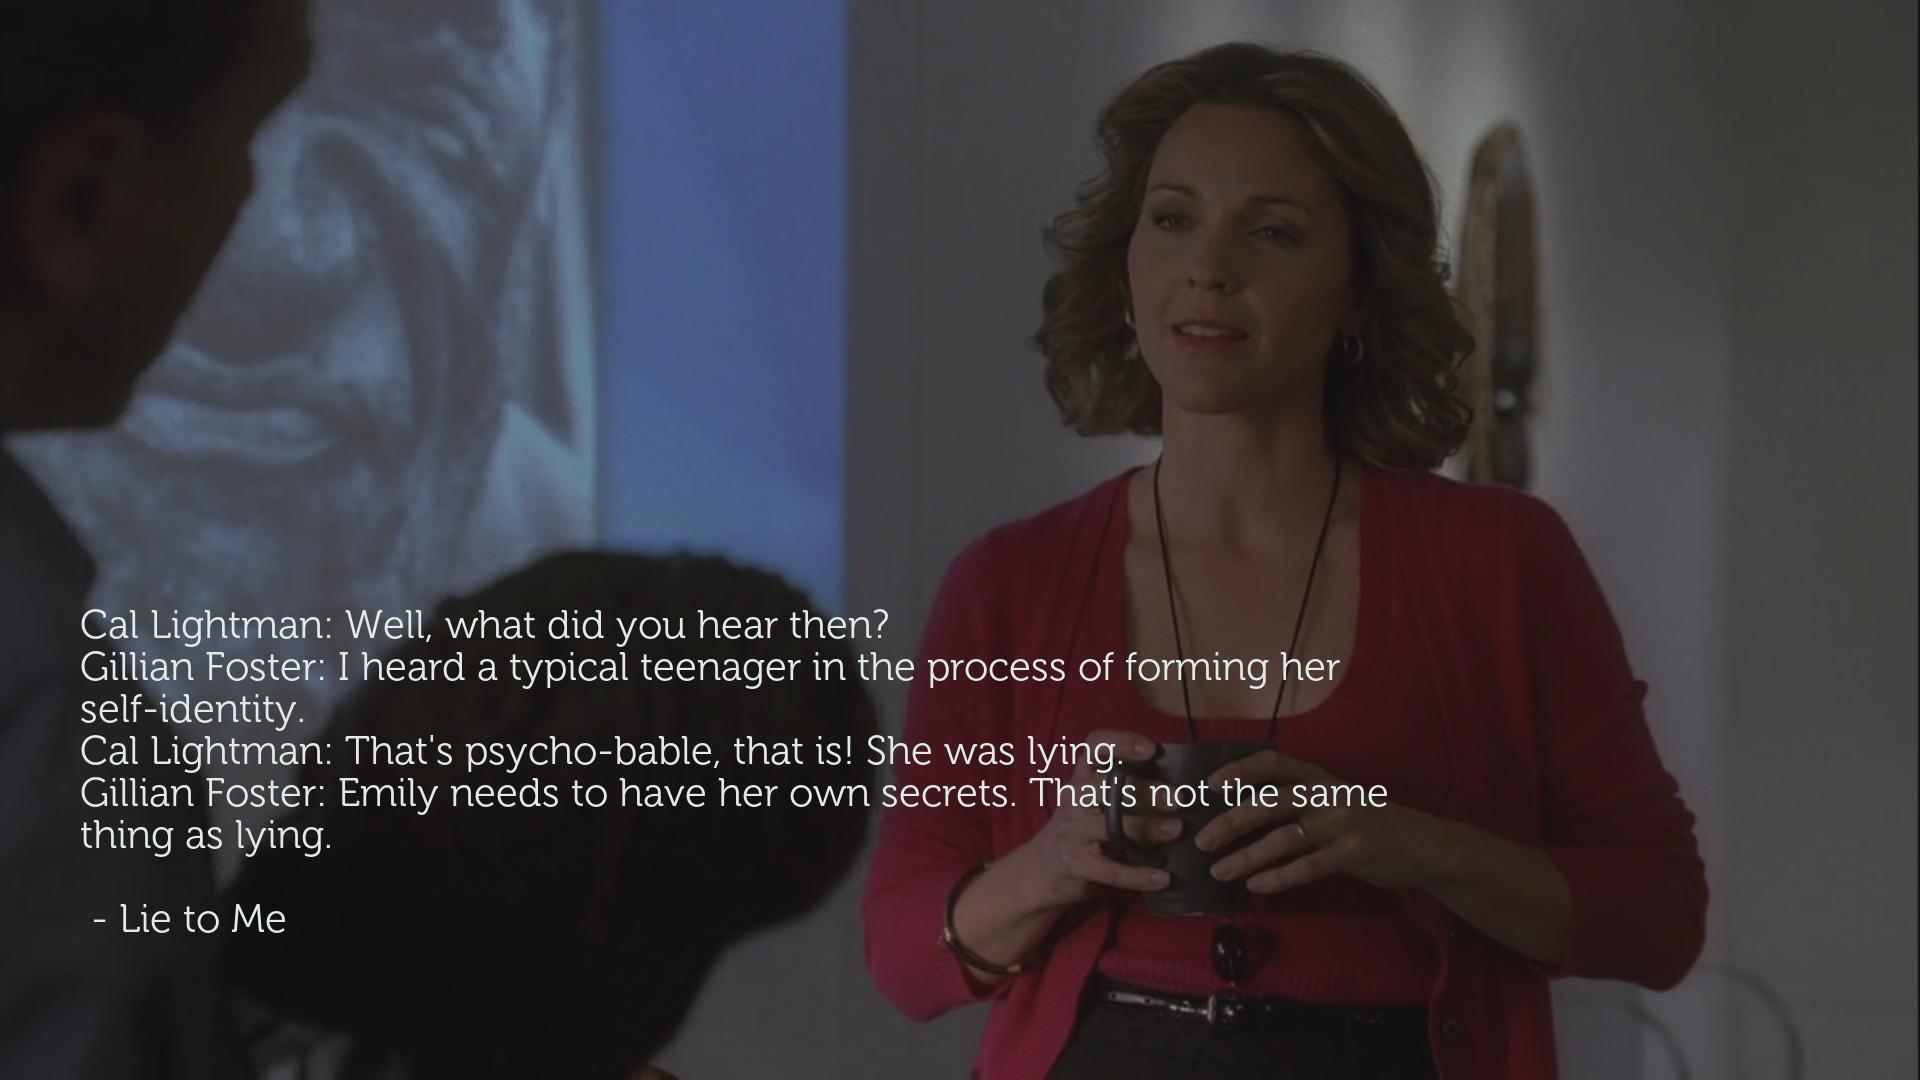 Cal Lightman: Well, what did you hear then?
Gillian Foster: I heard a typical teenager in the process of forming her
self-identity.
Cal Lightman: That's psycho-bable, that is! She was lying.
Gillian Foster: Emily needs to have her own secrets. That's not the same
thing as lying.
- Lie to Me